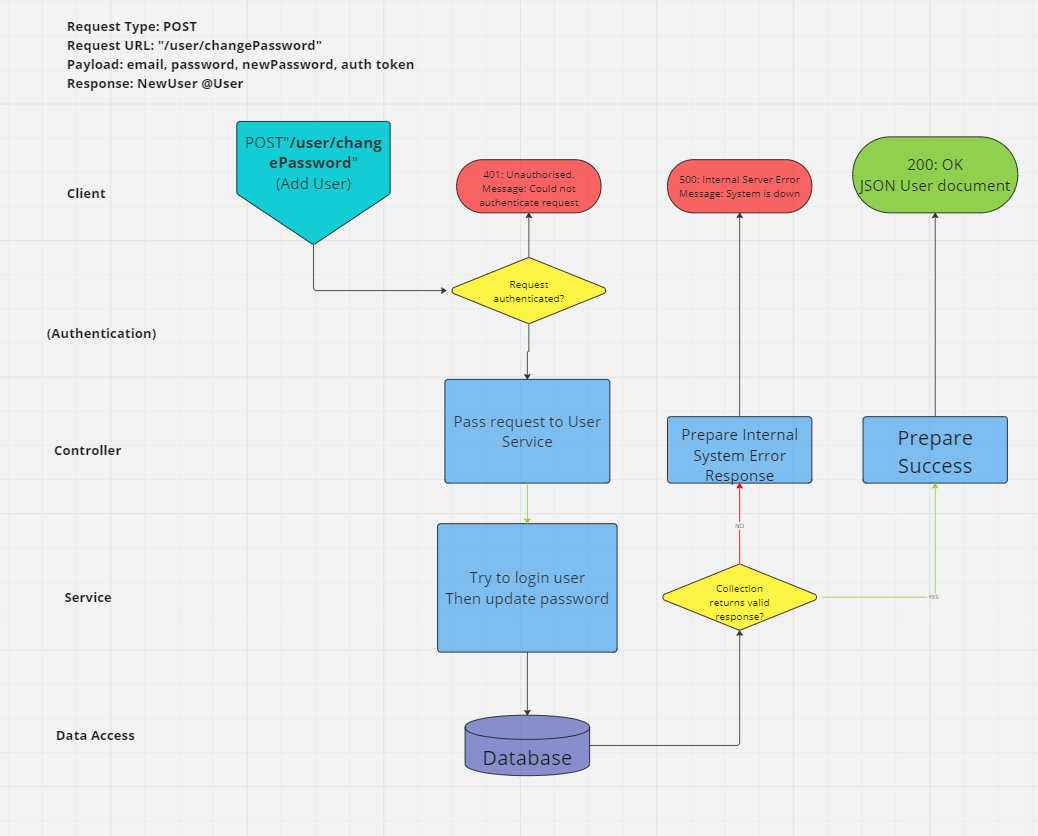 Request Type: POST
Request URL: "/user/changePassword"
Payload: email, password, newPassword, auth token
Response: NewUser @User
Client
POST"/user/chang
ePassword"
(Add User)
401: Unauthorised.
Message: Could not
authenticate request
500: Internal Server Error
Message: System is down
200: OK
JSON User document
Request
authenticated?
(Authentication)
Controller
Pass request to User
Service
Prepare Internal
System Error
Response
Prepare
Success
NO
Service
Try to login user
Then update password
Collection
returns valid
response?
YES
Data Access
Database